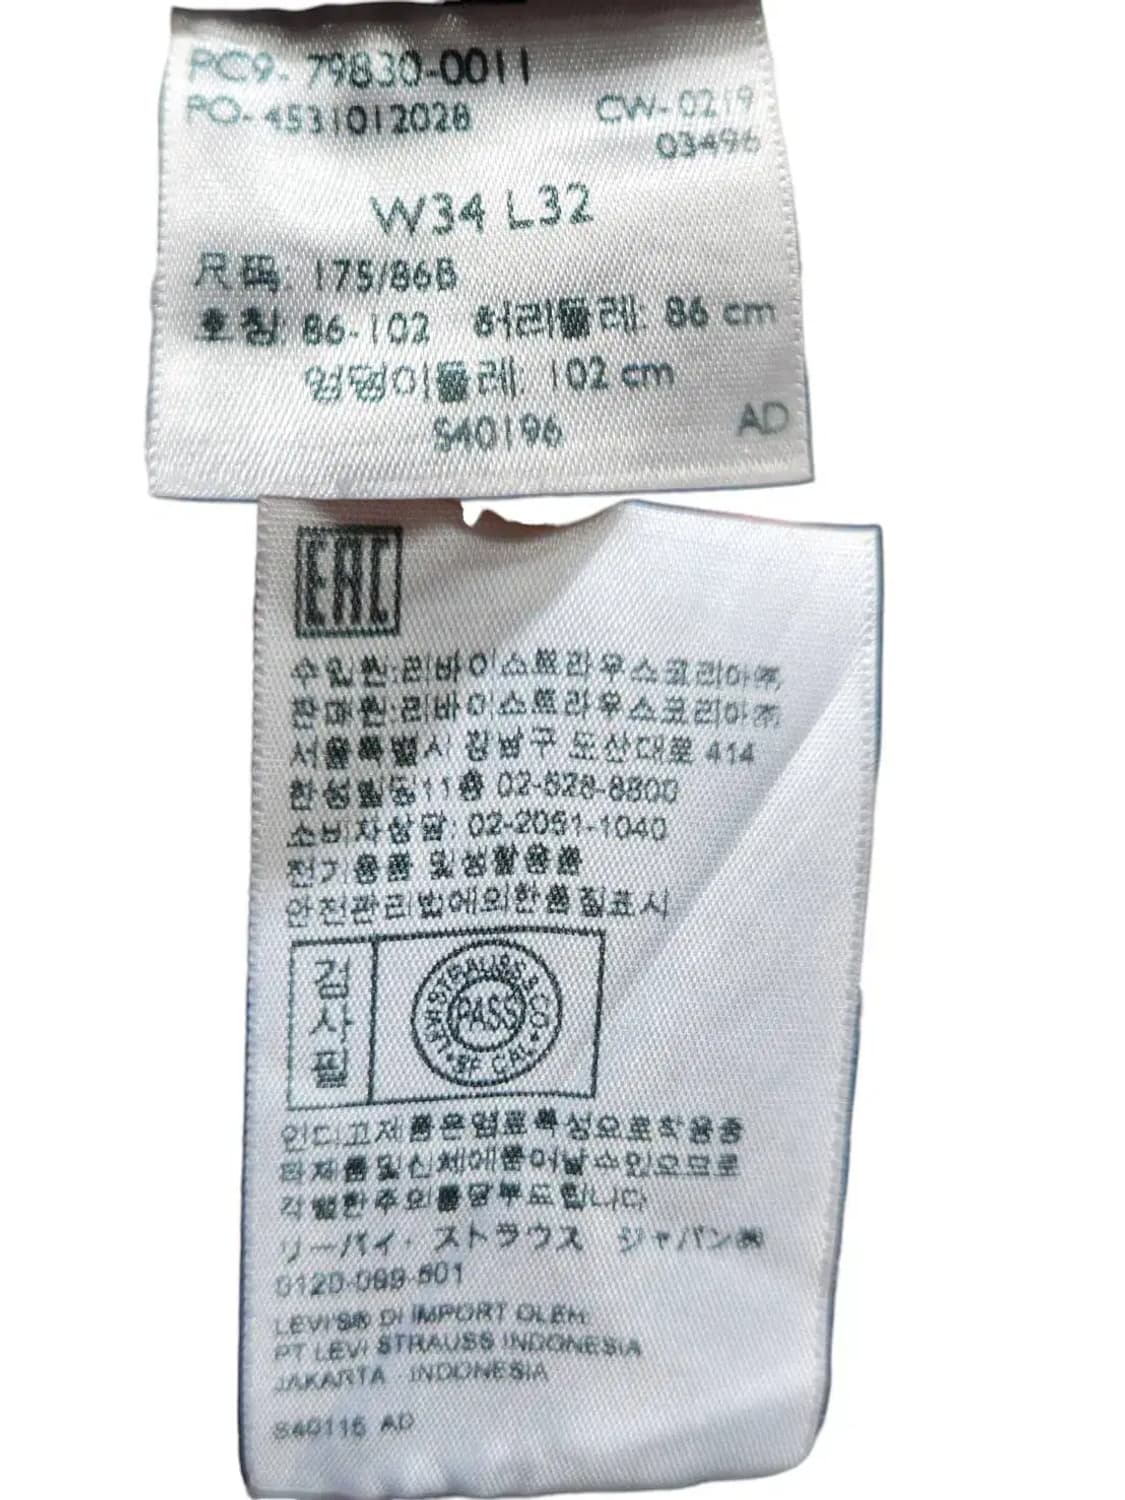 PC9- 79830-0011
PO- 4531012028 CW- 0219
03496
W34 L32
尺码: 175/86B
호칭: 86-102 허리둘레: 86 cm
엉덩이둘레: 102 cm
S40196 AD
EAC
수입원:리바이스트라우스코리아㈜
판매원:리바이스트라우스코리아㈜
서울특별시 강남구 도산대로 414
한성빌딩11층 02-528-8800
소비자상담: 02-2051-1040
전기용품 및생활용품
안전관리법에의한품질표시
검사필
LEVI STRAUSS & CO
PASS
SF CAL
인디고제품은염료특성으로착용중
타제품및신체에묻어날수있으므로
각별한주의를당부드립니다
リーバイ・ストラウス ジャパン㈱
0120-099-501
LEVI'S® DI IMPORT OLEH:
PT LEVI STRAUSS INDONESIA
JAKARTA - INDONESIA
S40115 AD